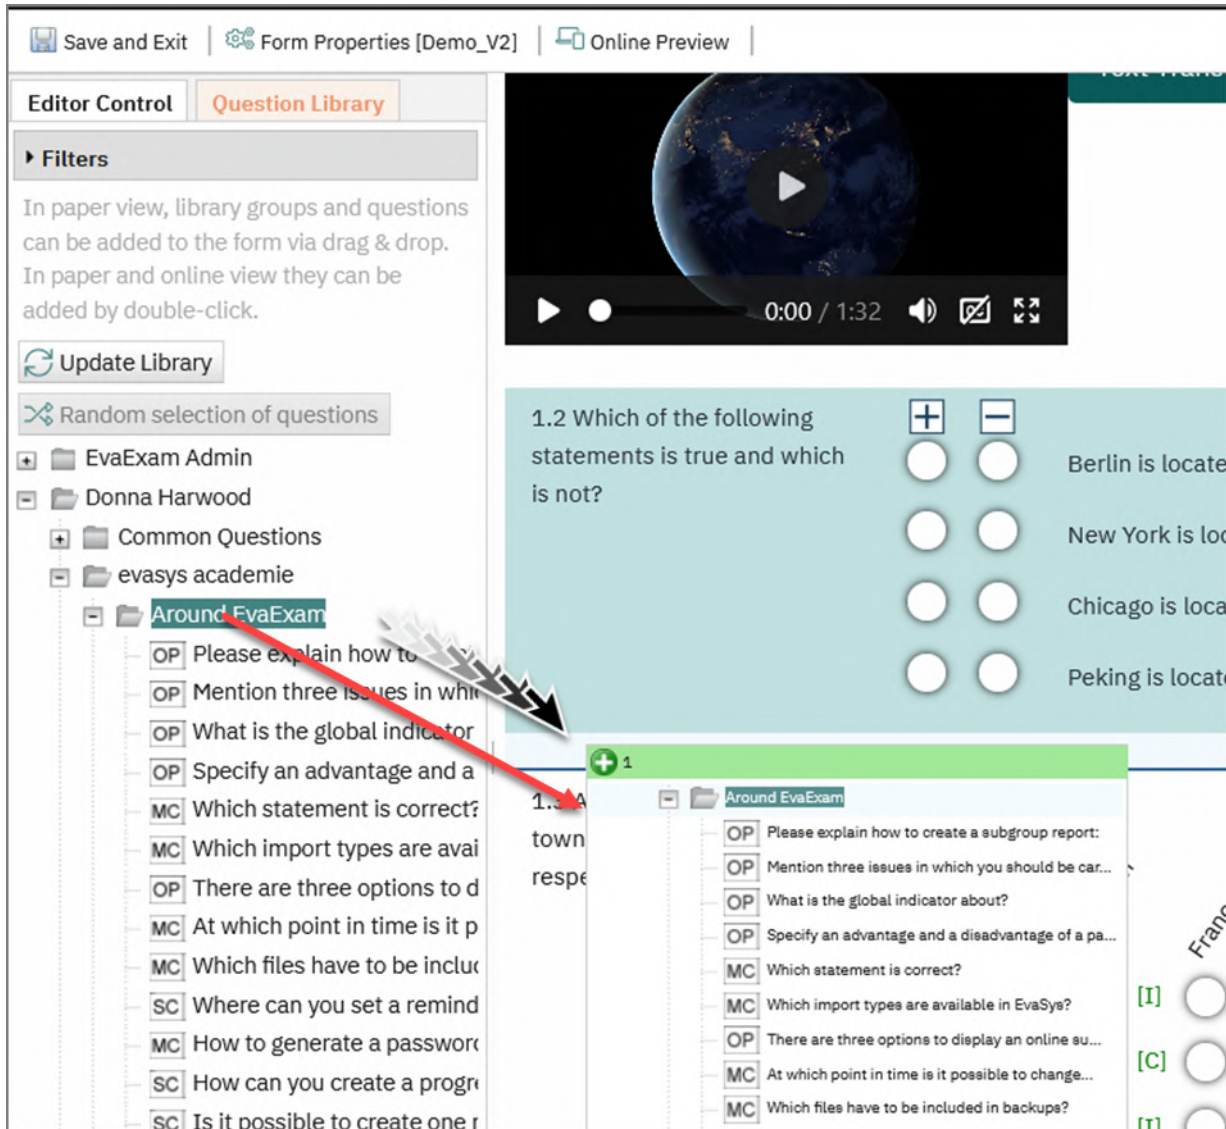 Save and Exit
Form Properties [Demo_V2]
Online Preview
Editor Control
Question Library
Filters
In paper view, library groups and questions
can be added to the form via drag & drop.
In paper and online view they can be
added by double-click.
Update Library
Random selection of questions
EvaExam Admin
Donna Harwood
Common Questions
evasys academie
Around EvaExam
OP Please explain how to
OP Mention three issues in whi
OP What is the global indicator
OP Specify an advantage and a
MC Which statement is correct?
MC Which import types are avai
OP There are three options to d
MC At which point in time is it p
MC Which files have to be includ
SC Where can you set a remind
MC How to generate a password
SC How can you create a progr
SC Is it possible to create one
0:00 / 1:32
1.2 Which of the following
statements is true and which
is not?
Berlin is locate
New York is loc
Chicago is loca
Peking is locate
1
1.3 A
town
respe
Around EvaExam
OP Please explain how to create a subgroup report:
OP Mention three issues in which you should be car...
OP What is the global indicator about?
OP Specify an advantage and a disadvantage of a pa...
MC Which statement is correct?
MC Which import types are available in EvaSys?
OP There are three options to display an online su...
MC At which point in time is it possible to change...
MC Which files have to be included in backups?
Franc
[I]
[C]
[I]